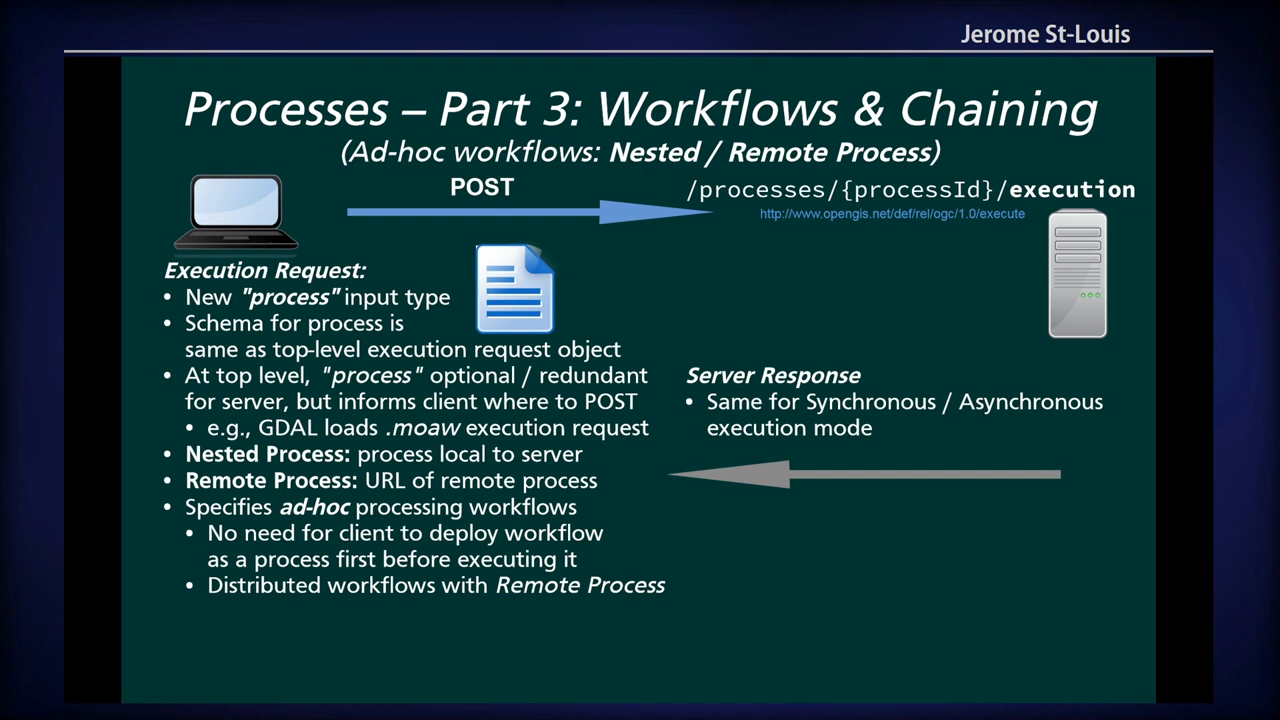 Jerome St-Louis
Processes – Part 3: Workflows & Chaining
(Ad-hoc workflows: Nested / Remote Process)
POST
/processes/{processId}/execution
http://www.opengis.net/def/rel/ogc/1.0/execute
Execution Request:
• New "process" input type
• Schema for process is
same as top-level execution request object
• At top level, "process" optional / redundant
for server, but informs client where to POST
• e.g., GDAL loads .moaw execution request
• Nested Process: process local to server
• Remote Process: URL of remote process
• Specifies ad-hoc processing workflows
• No need for client to deploy workflow
as a process first before executing it
• Distributed workflows with Remote Process
Server Response
• Same for Synchronous / Asynchronous
execution mode